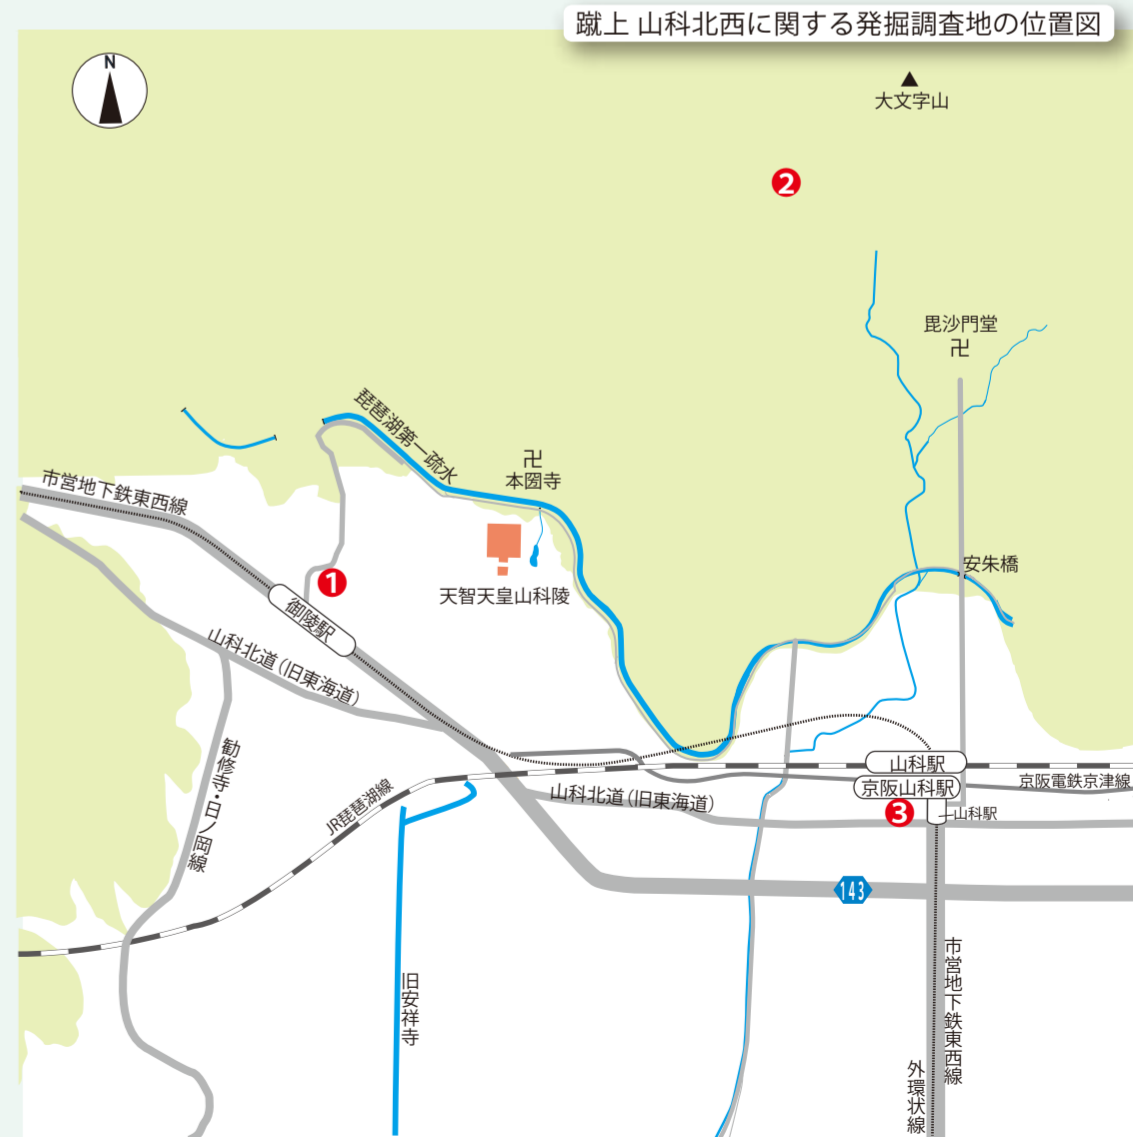 蹴上 山科北西に関する発掘調査地の位置図
N
大文字山
2
毘沙門堂
卍
琵琶湖第一疏水
卍
本圀寺
市営地下鉄東西線
安朱橋
1
天智天皇山科陵
御陵駅
山科北道（旧東海道）
勧修寺・日ノ岡線
山科駅
京阪山科駅
京阪電鉄京津線
JR琵琶湖線
山科北道（旧東海道）
3
山科駅
143
旧安祥寺
市営地下鉄東西線
外環状線